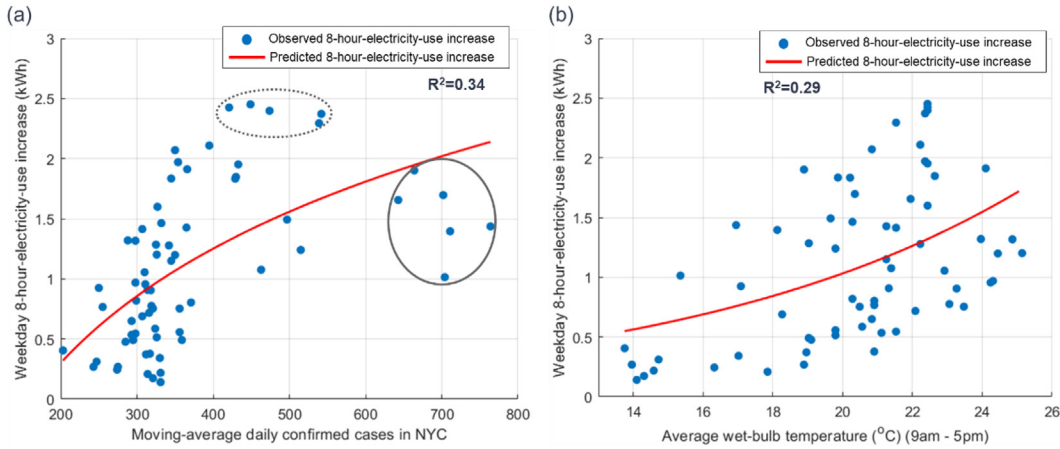 (a)
Observed 8-hour-electricity-use increase
Predicted 8-hour-electricity-use increase
R²=0.34
Weekday 8-hour-electricity-use increase (kWh)
3
2.5
2
1.5
1
0.5
0
200 300 400 500 600 700 800
Moving-average daily confirmed cases in NYC
(b)
Observed 8-hour-electricity-use increase
Predicted 8-hour-electricity-use increase
R²=0.29
Weekday 8-hour-electricity-use increase (kWh)
3
2.5
2
1.5
1
0.5
0
14 16 18 20 22 24 26
Average wet-bulb temperature (°C) (9am - 5pm)